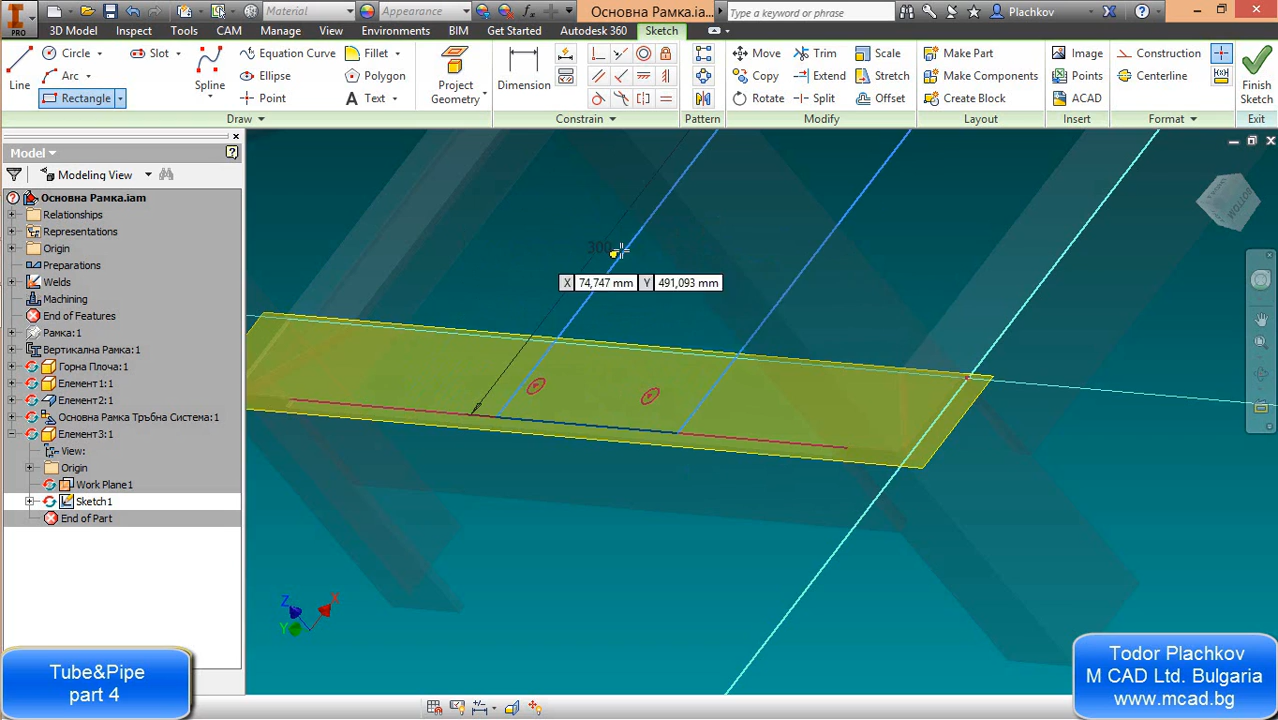 PRO
Material
Appearance
Основна Рамка.ia...
Type a keyword or phrase
Plachkov
3D Model
Inspect
Tools
CAM
Manage
View
Environments
BIM
Get Started
Autodesk 360
Sketch
Line
Circle
Arc
Rectangle
Slot
Spline
Equation Curve
Ellipse
Point
Fillet
Polygon
Text
Project Geometry
Dimension
Move
Copy
Rotate
Trim
Extend
Split
Scale
Stretch
Offset
Make Part
Make Components
Create Block
Image
Points
ACAD
Construction
Centerline
Finish Sketch
Draw
Constrain
Pattern
Modify
Layout
Insert
Format
Exit
Model
Modeling View
Основна Рамка.iam
Relationships
Representations
Origin
Preparations
Welds
Machining
End of Features
Рамка:1
Вертикална Рамка:1
Горна Плоча:1
Елемент1:1
Елемент2:1
Основна Рамка Тръбна Система:1
Елемент3:1
View:
Origin
Work Plane1
Sketch1
End of Part
300
X 74,747 mm Y 491,093 mm
Z
X
Y
Tube&Pipe
part 4
Todor Plachkov
M CAD Ltd. Bulgaria
www.mcad.bg